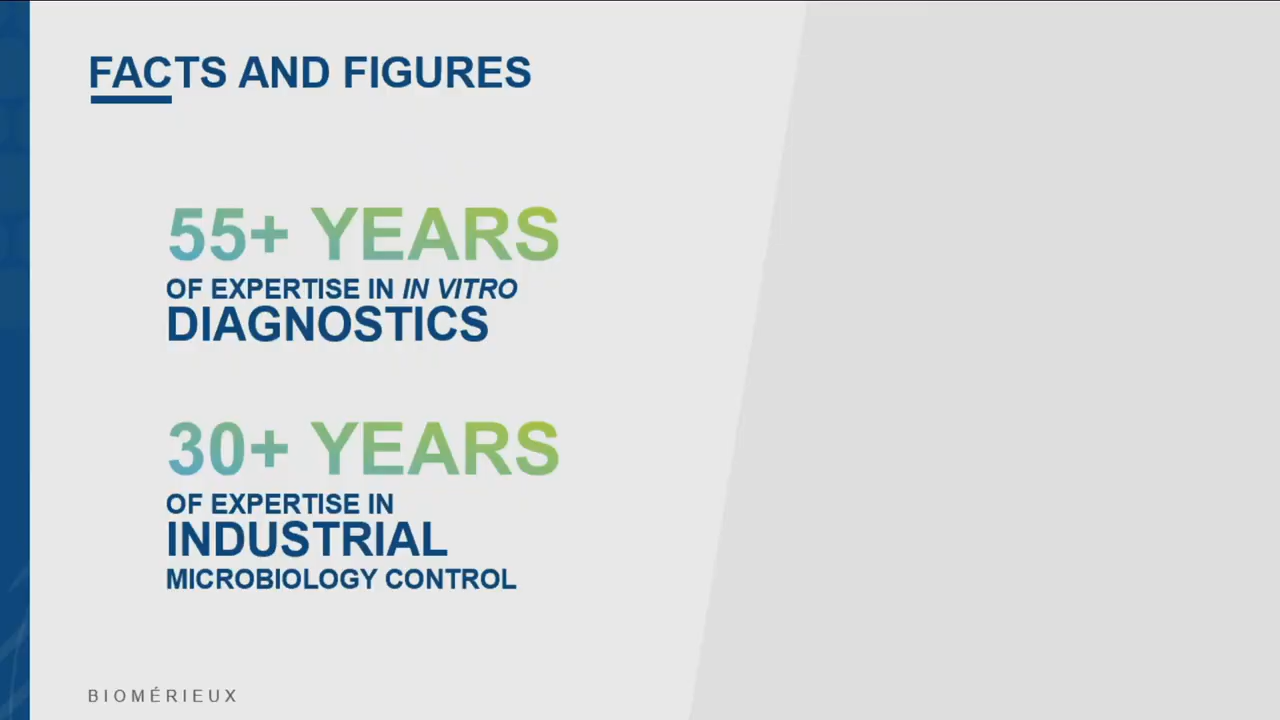 FACTS AND FIGURES
55+ YEARS
OF EXPERTISE IN IN VITRO
DIAGNOSTICS
30+ YEARS
OF EXPERTISE IN
INDUSTRIAL
MICROBIOLOGY CONTROL
BIOMÉRIEUX